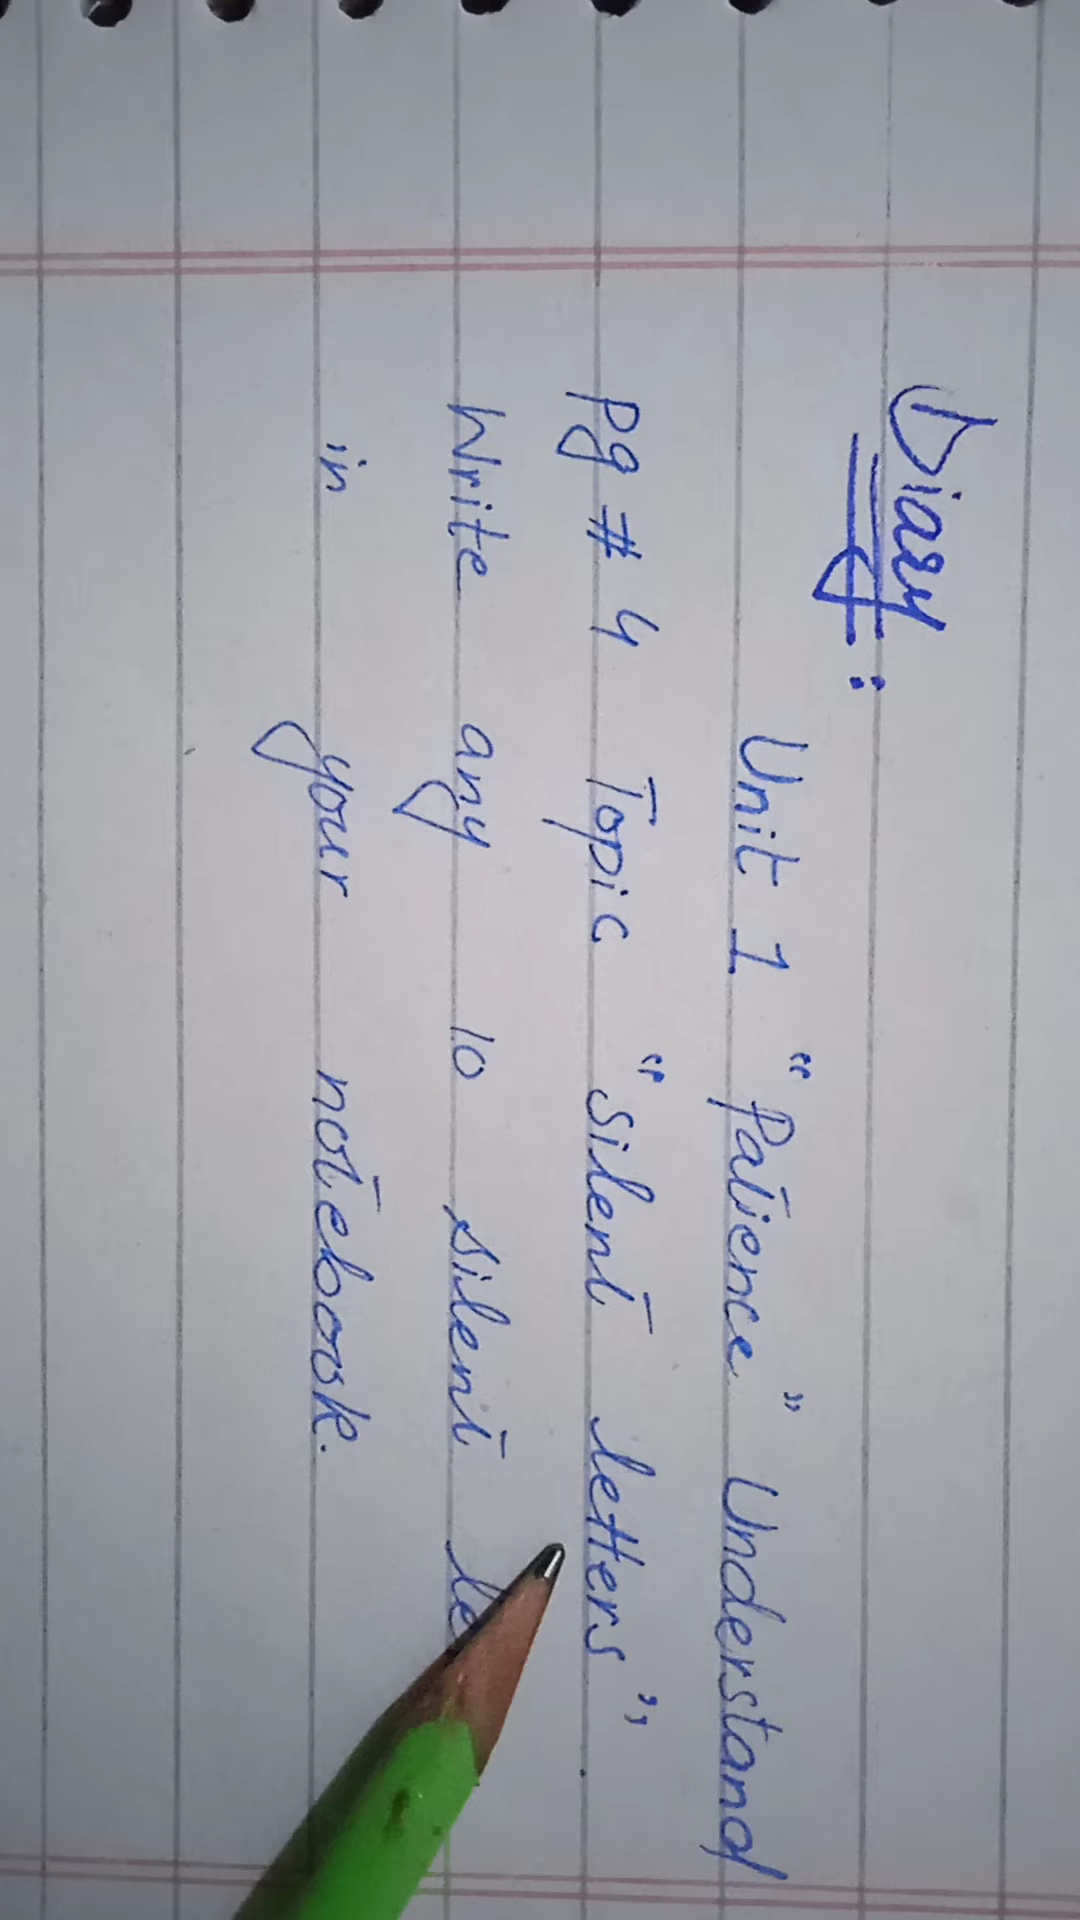 Diary:
Unit 1 "Patience" Understand
Pg # 4 Topic "Silent letters".
Write any 10 silent
in your notebook.